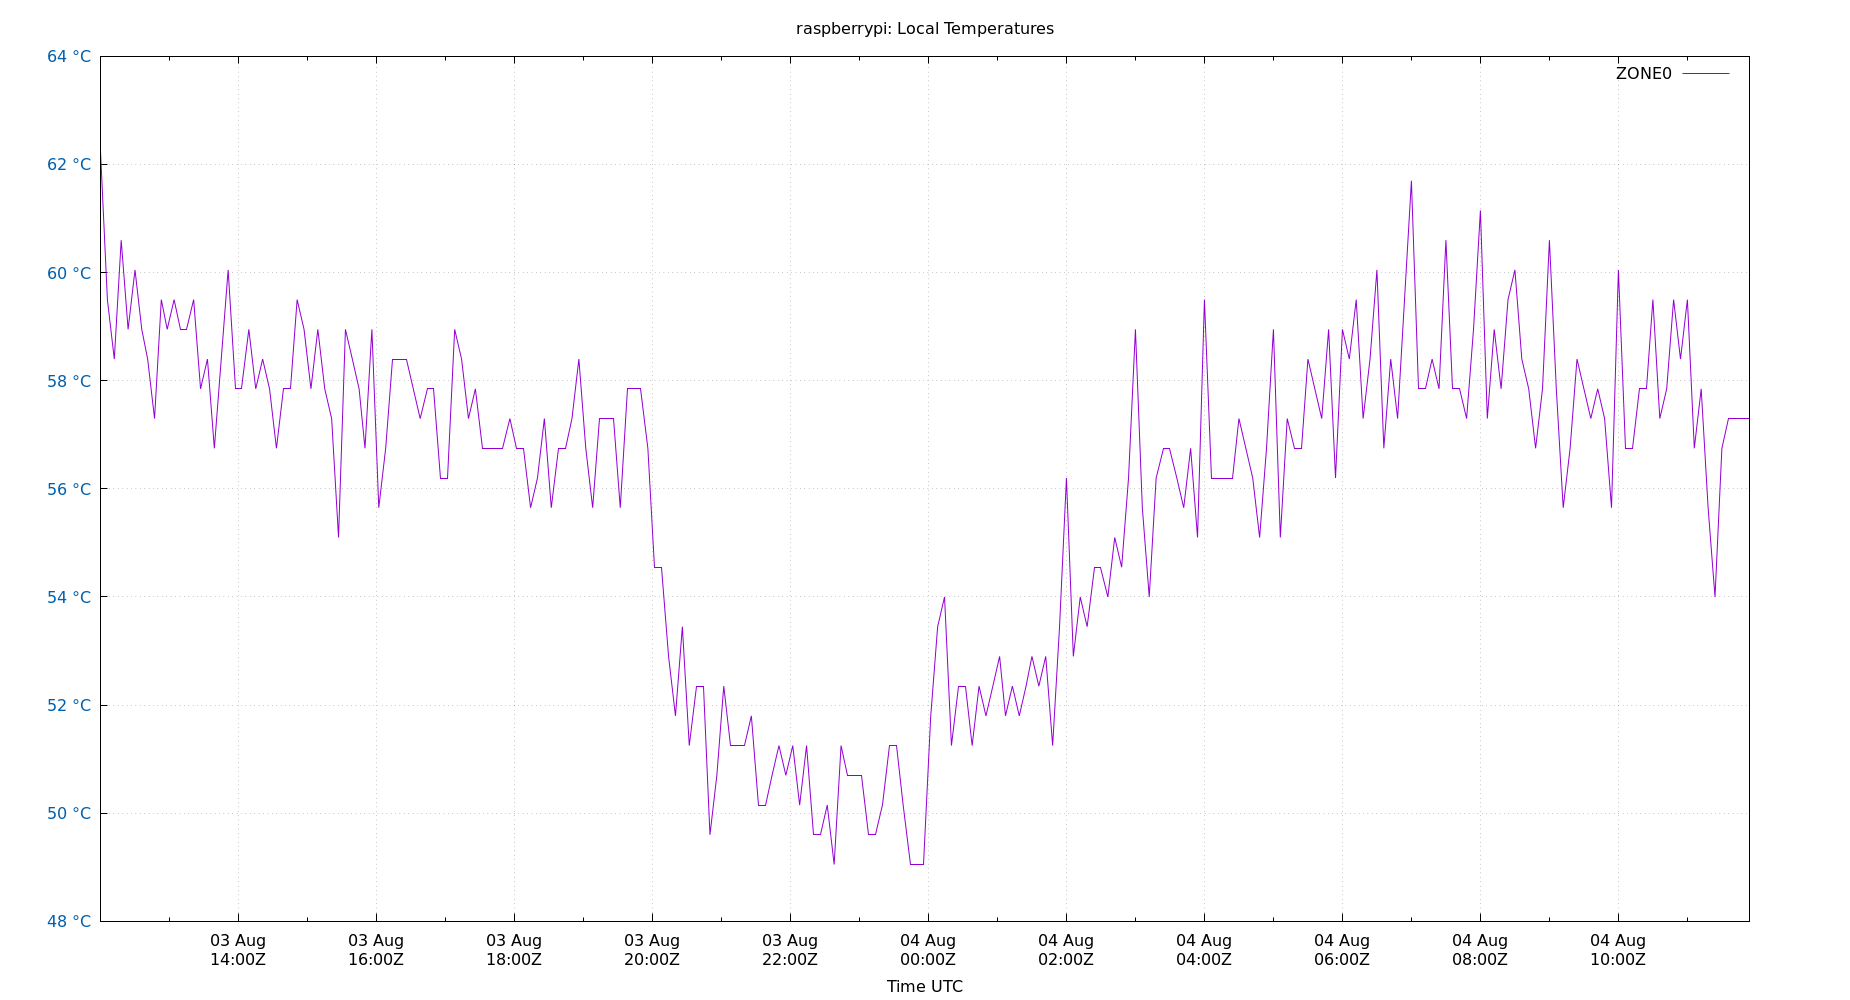 raspberrypi: Local Temperatures
64 °C
ZONE0
62 °C
60 °C
58 °C
56 °C
54 °C
52 °C
50 °C
48 °C
03 Aug 03 Aug 03 Aug 03 Aug 03 Aug 04 Aug 04 Aug 04 Aug 04 Aug 04 Aug 04 Aug
14:00Z 16:00Z 18:00Z 20:00Z 22:00Z 00:00Z 02:00Z 04:00Z 06:00Z 08:00Z 10:00Z
Time UTC